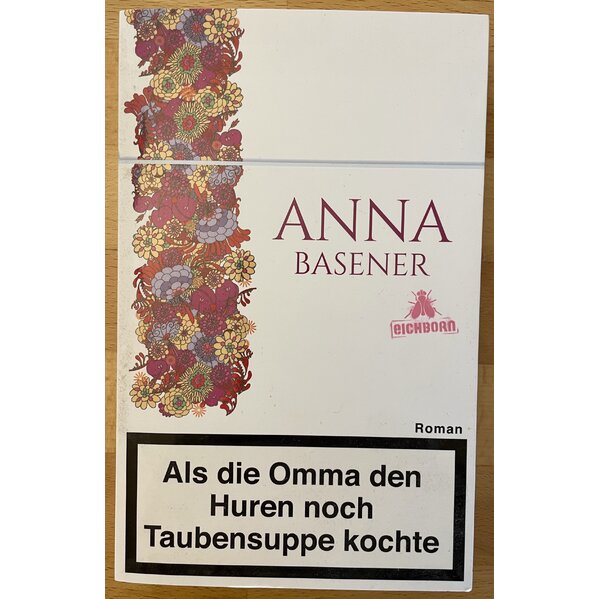 ANNA
BASENER
eICHBORN
Roman
Als die Omma den
Huren noch
Taubensuppe kochte